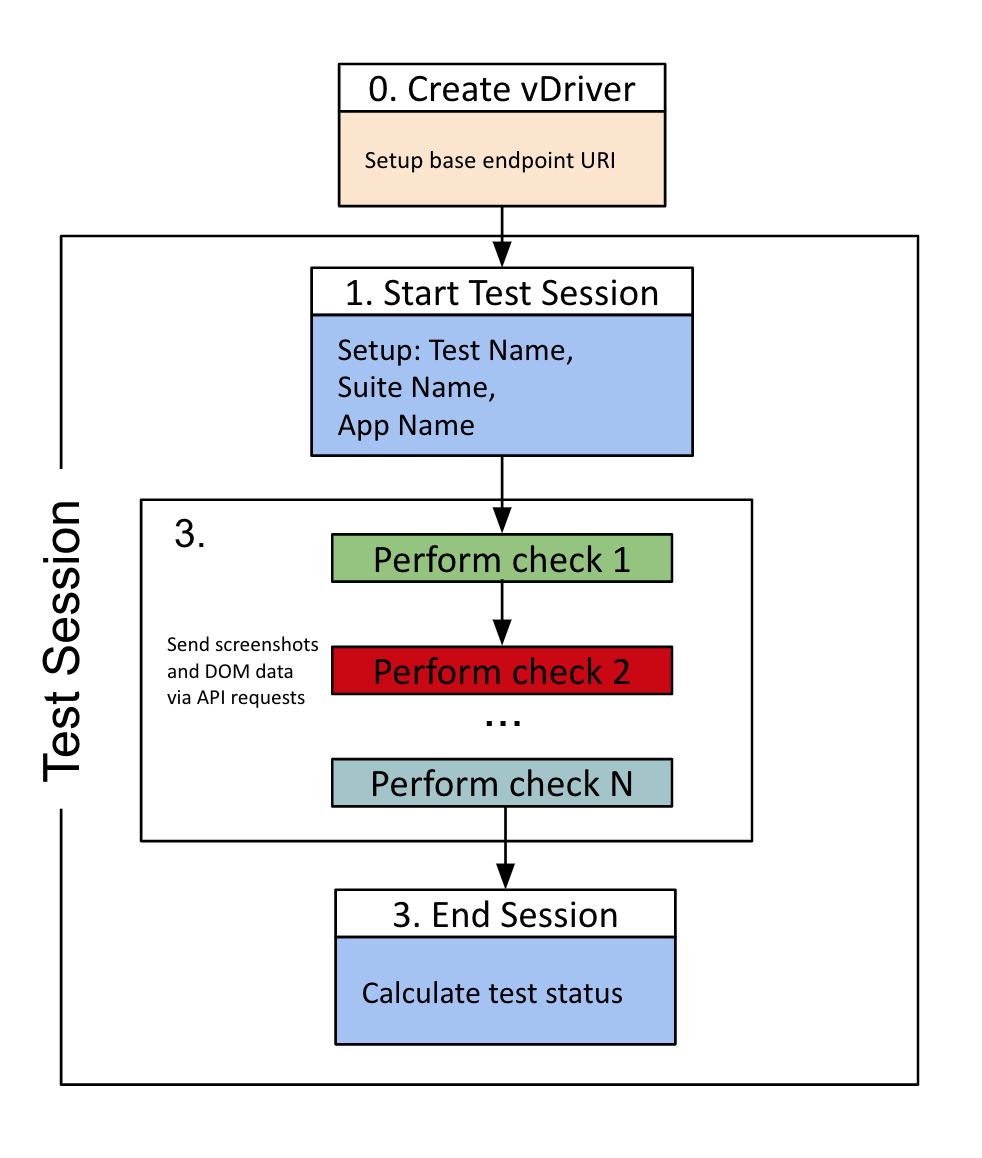 0. Create vDriver
Setup base endpoint URI
1. Start Test Session
Setup: Test Name,
Suite Name,
App Name
Test Session
3.
Perform check 1
Send screenshots
and DOM data
via API requests
Perform check 2
...
Perform check N
3. End Session
Calculate test status